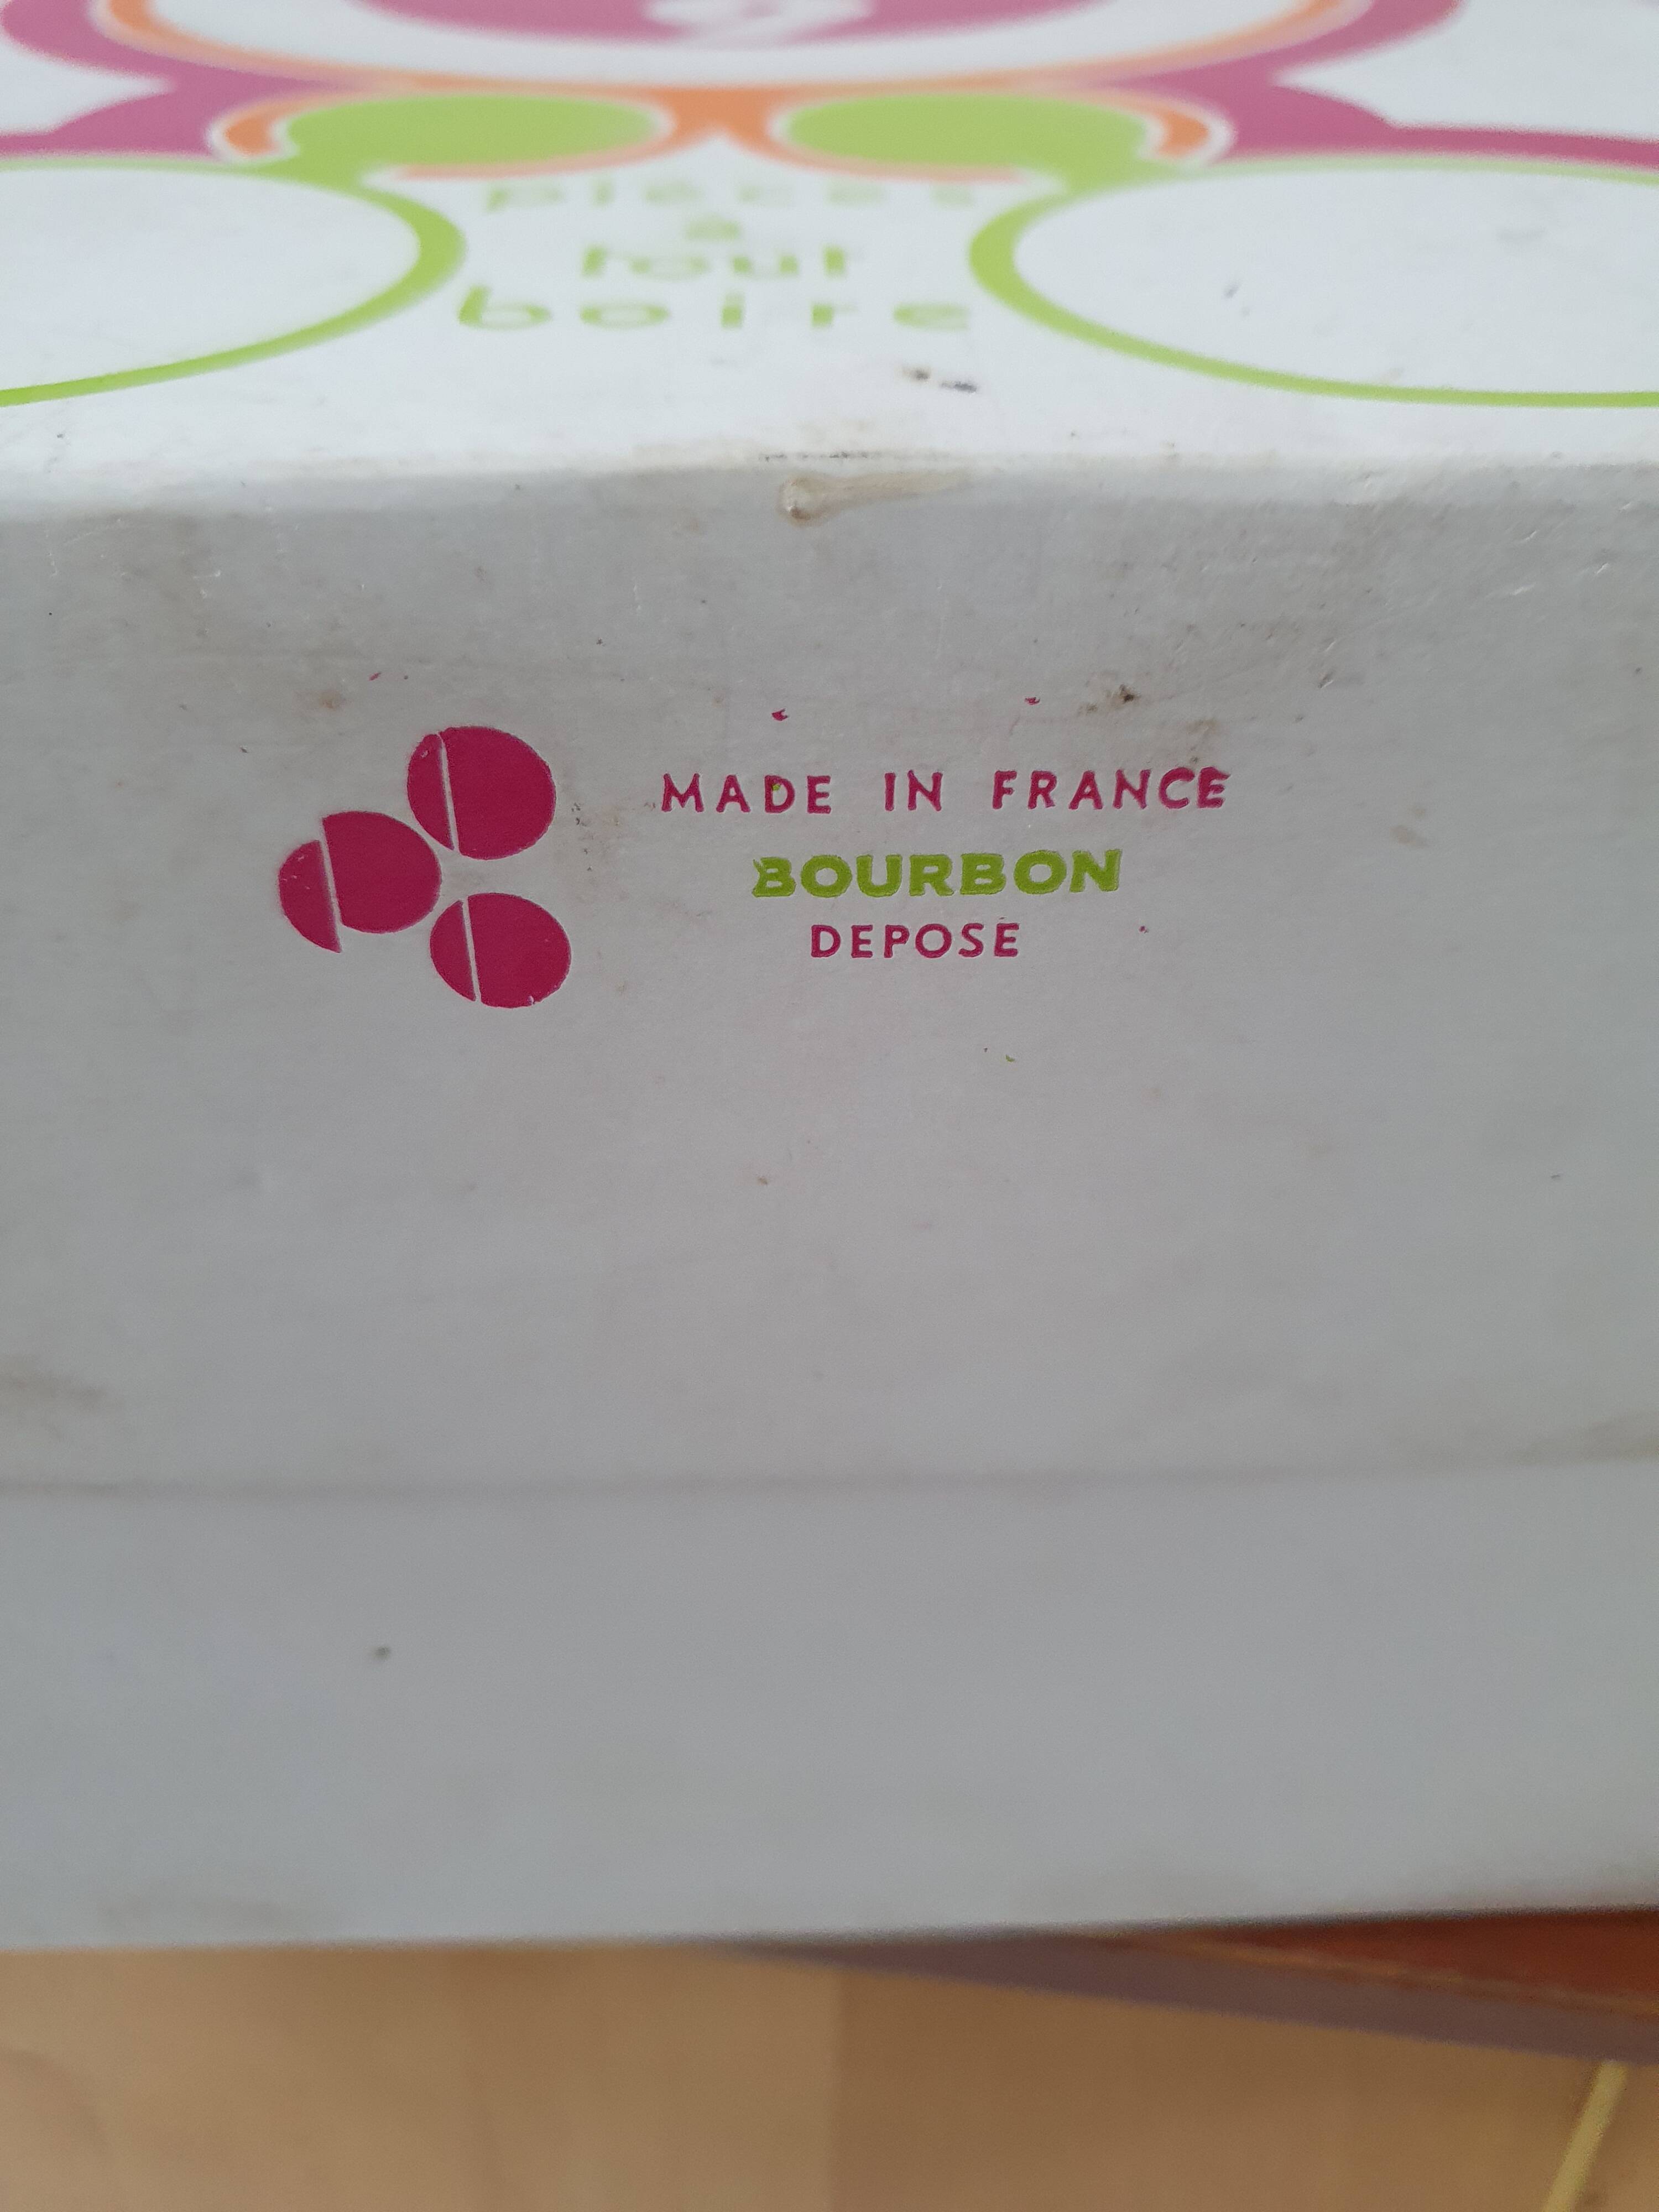 pièces
à
tout
boire
MADE IN FRANCE
BOURBON
DEPOSE